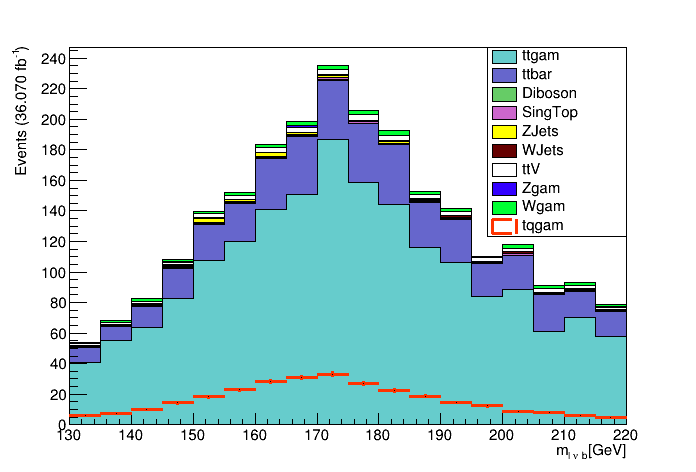 Events (36.070 fb⁻¹)
240
220
200
180
160
140
120
100
80
60
40
20
0
ttgam
ttbar
Diboson
SingTop
ZJets
WJets
ttV
Zgam
Wgam
tqgam
130 140 150 160 170 180 190 200 210 220
m_{l ν b}[GeV]